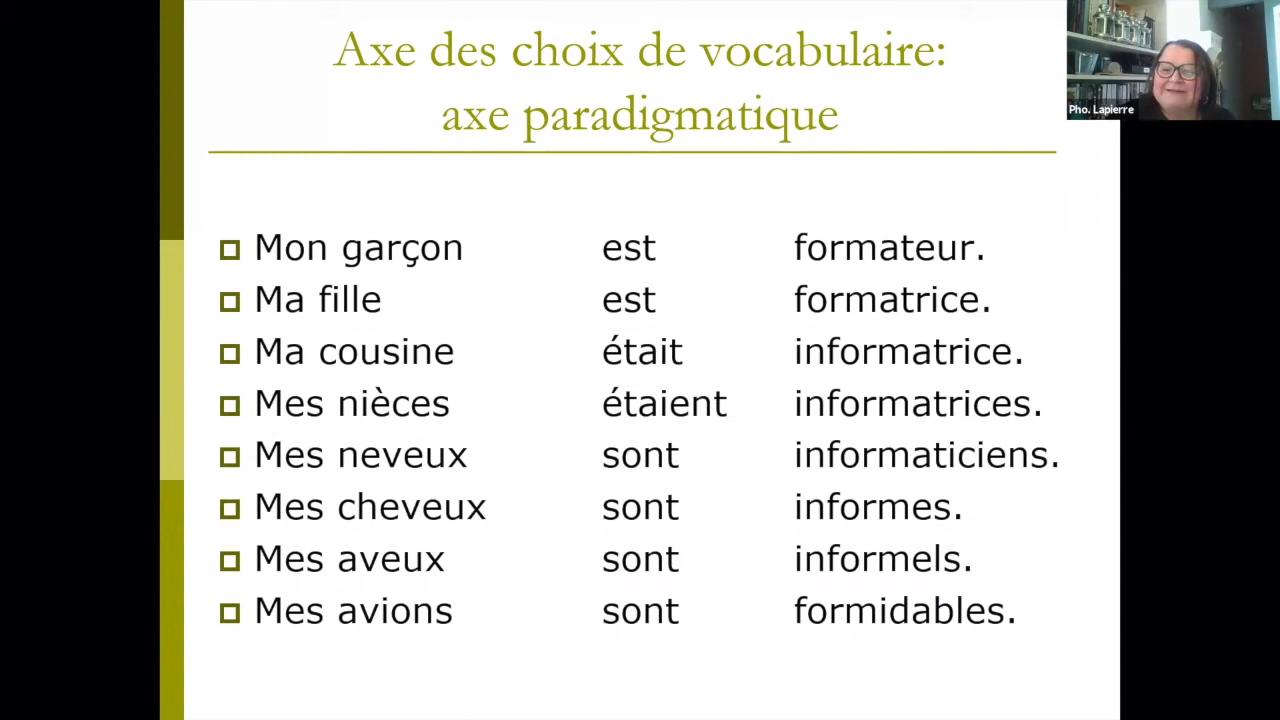 Axe des choix de vocabulaire:
axe paradigmatique
Pho. Lapierre
Mon garçon est formateur.
Ma fille est formatrice.
Ma cousine était informatrice.
Mes nièces étaient informatrices.
Mes neveux sont informaticiens.
Mes cheveux sont informes.
Mes aveux sont informels.
Mes avions sont formidables.